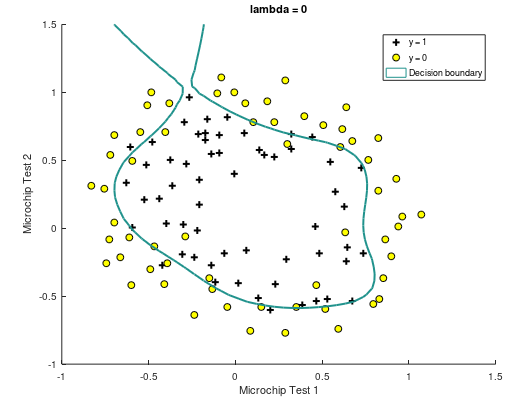 lambda = 0
1.5
y = 1
y = 0
Decision boundary
1
0.5
0
-0.5
-1
Microchip Test 2
-1
-0.5
0
0.5
1
1.5
Microchip Test 1